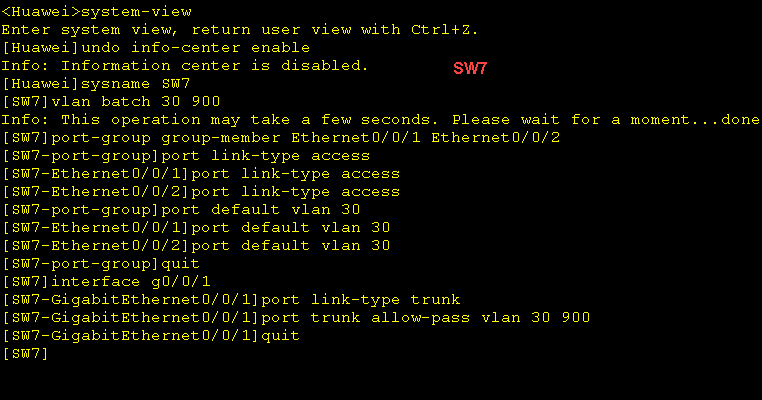 <Huawei>system-view
Enter system view, return user view with Ctrl+Z.
[Huawei]undo info-center enable
Info: Information center is disabled.
SW7
[Huawei]sysname SW7
[SW7]vlan batch 30 900
Info: This operation may take a few seconds. Please wait for a moment...done
[SW7]port-group group-member Ethernet0/0/1 Ethernet0/0/2
[SW7-port-group]port link-type access
[SW7-Ethernet0/0/1]port link-type access
[SW7-Ethernet0/0/2]port link-type access
[SW7-port-group]port default vlan 30
[SW7-Ethernet0/0/1]port default vlan 30
[SW7-Ethernet0/0/2]port default vlan 30
[SW7-port-group]quit
[SW7]interface g0/0/1
[SW7-GigabitEthernet0/0/1]port link-type trunk
[SW7-GigabitEthernet0/0/1]port trunk allow-pass vlan 30 900
[SW7-GigabitEthernet0/0/1]quit
[SW7]